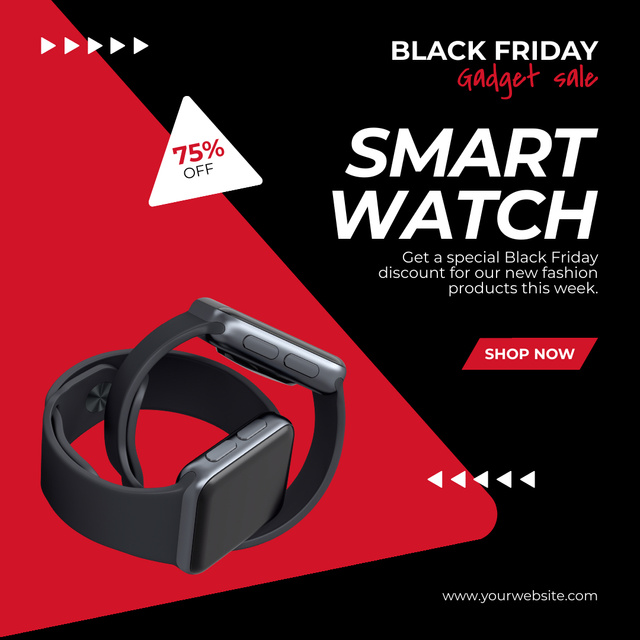 BLACK FRIDAY
Gadget sale
75%
OFF
SMART
WATCH
Get a special Black Friday
discount for our new fashion
products this week.
SHOP NOW
www.yourwebsite.com